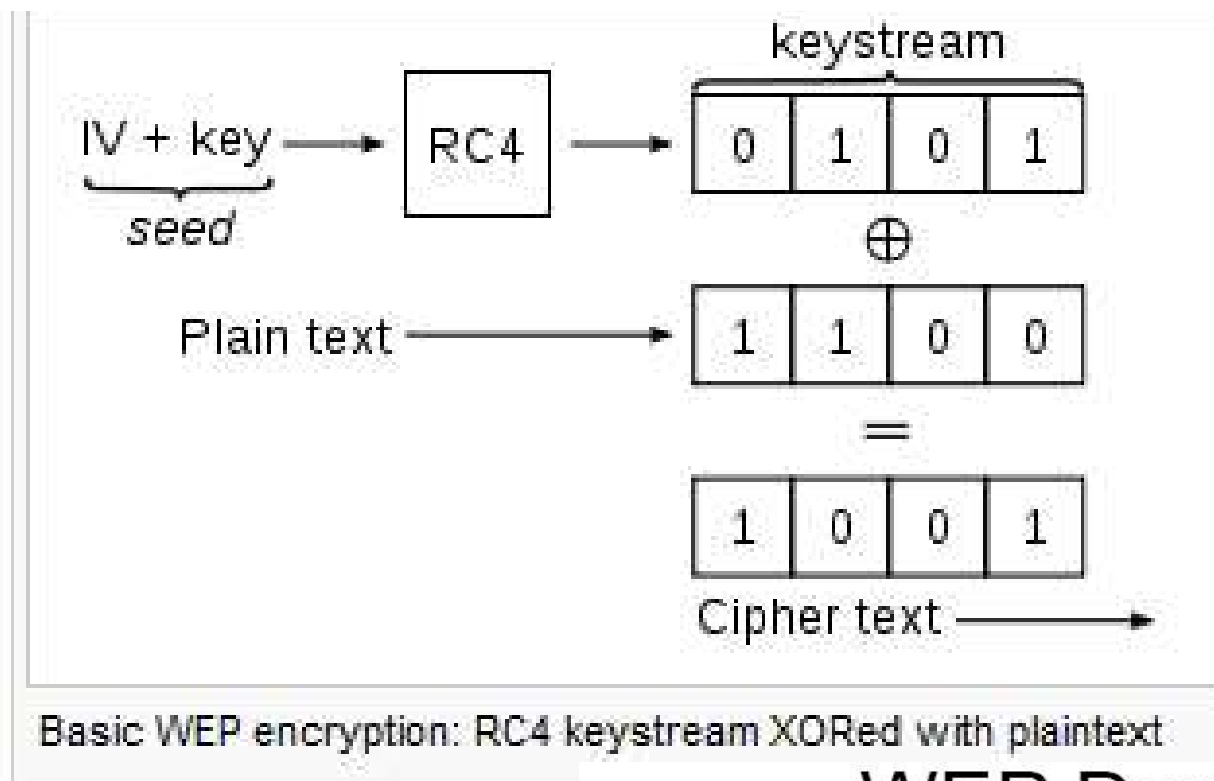 keystream
IV + key
RC4
0 1 0 1
seed
⊕
Plain text
1 1 0 0
=
1 0 0 1
Cipher text
Basic WEP encryption: RC4 keystream XORed with plaintext